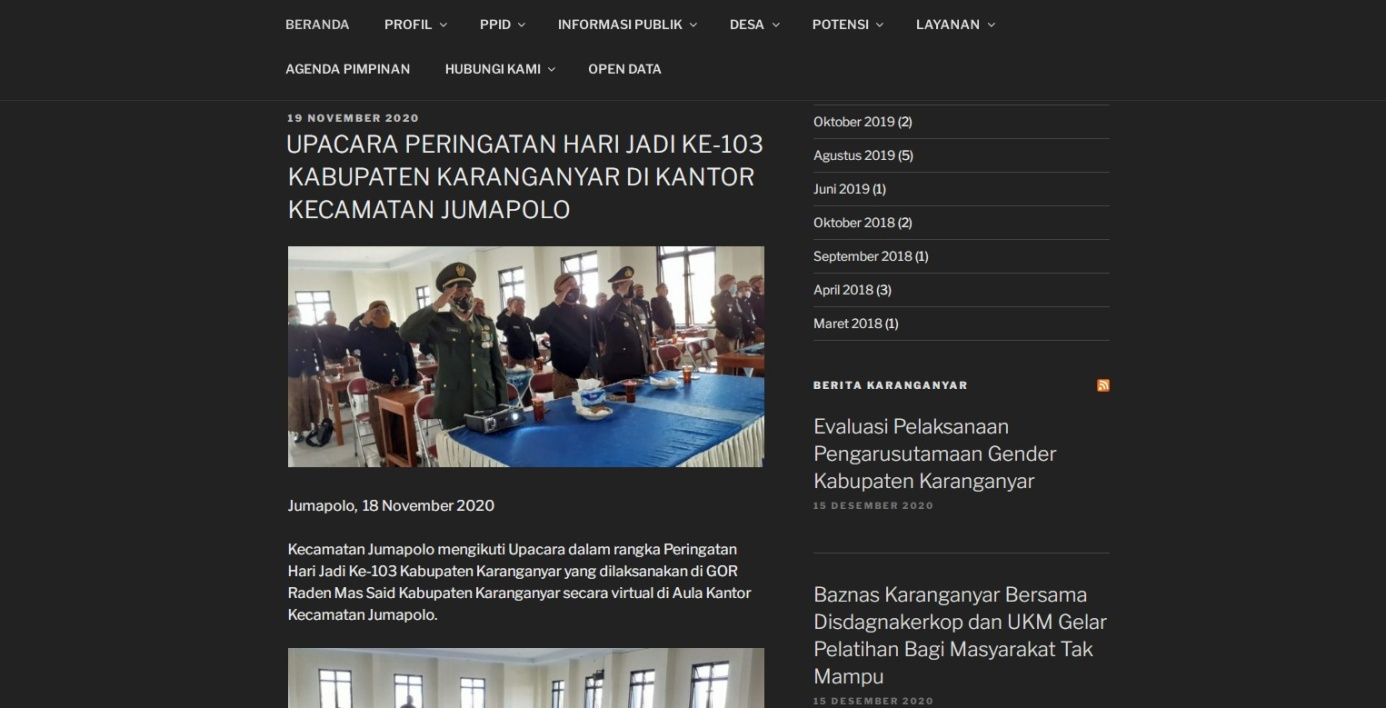 BERANDA PROFIL PPID INFORMASI PUBLIK DESA POTENSI LAYANAN
AGENDA PIMPINAN HUBUNGI KAMI OPEN DATA
19 NOVEMBER 2020
UPACARA PERINGATAN HARI JADI KE-103
KABUPATEN KARANGANYAR DI KANTOR
KECAMATAN JUMAPOLO
Jumapolo, 18 November 2020
Kecamatan Jumapolo mengikuti Upacara dalam rangka Peringatan
Hari Jadi Ke-103 Kabupaten Karanganyar yang dilaksanakan di GOR
Raden Mas Said Kabupaten Karanganyar secara virtual di Aula Kantor
Kecamatan Jumapolo.
Oktober 2019 (2)
Agustus 2019 (5)
Juni 2019 (1)
Oktober 2018 (2)
September 2018 (1)
April 2018 (3)
Maret 2018 (1)
BERITA KARANGANYAR
Evaluasi Pelaksanaan
Pengarusutamaan Gender
Kabupaten Karanganyar
15 DESEMBER 2020
Baznas Karanganyar Bersama
Disdagnakerkop dan UKM Gelar
Pelatihan Bagi Masyarakat Tak
Mampu
15 DESEMBER 2020